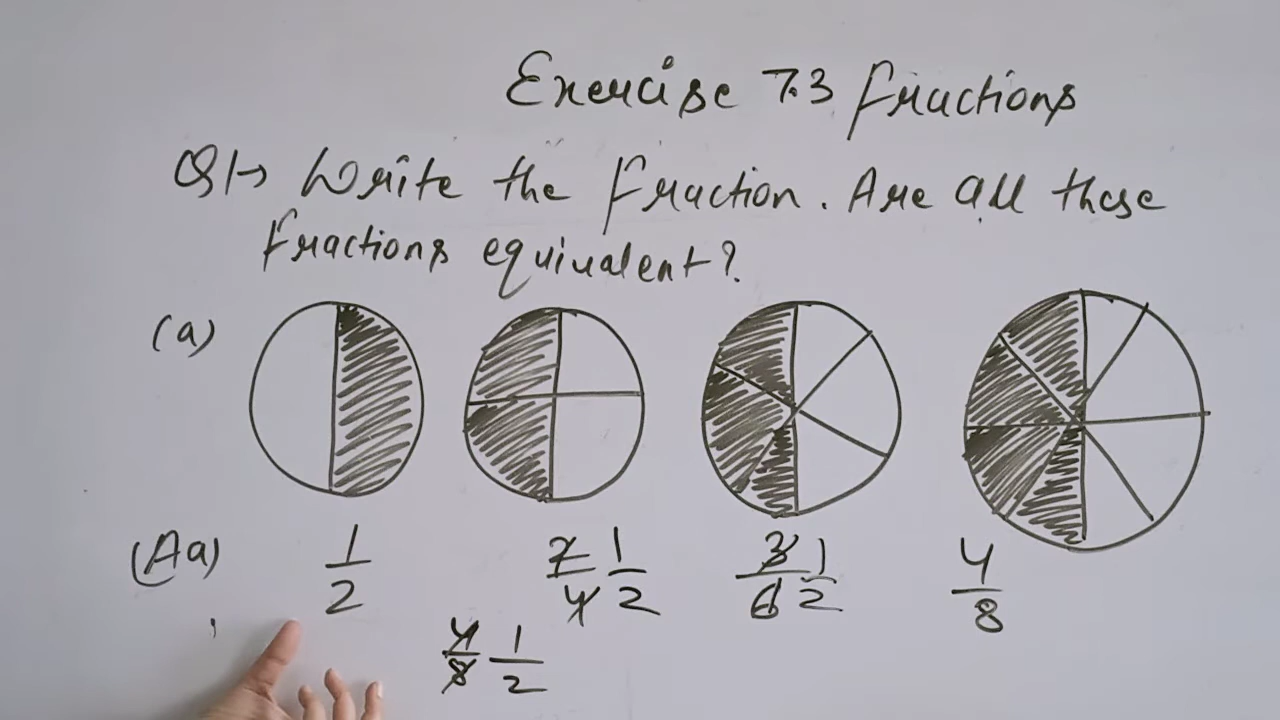 Exercise 7.3 fractions
Q1→ Write the fraction. Are all these
fractions equivalent?
(a)
(Aa) 1/2 2/4 1/2 3/6 1/2 4/8
4/8 1/2